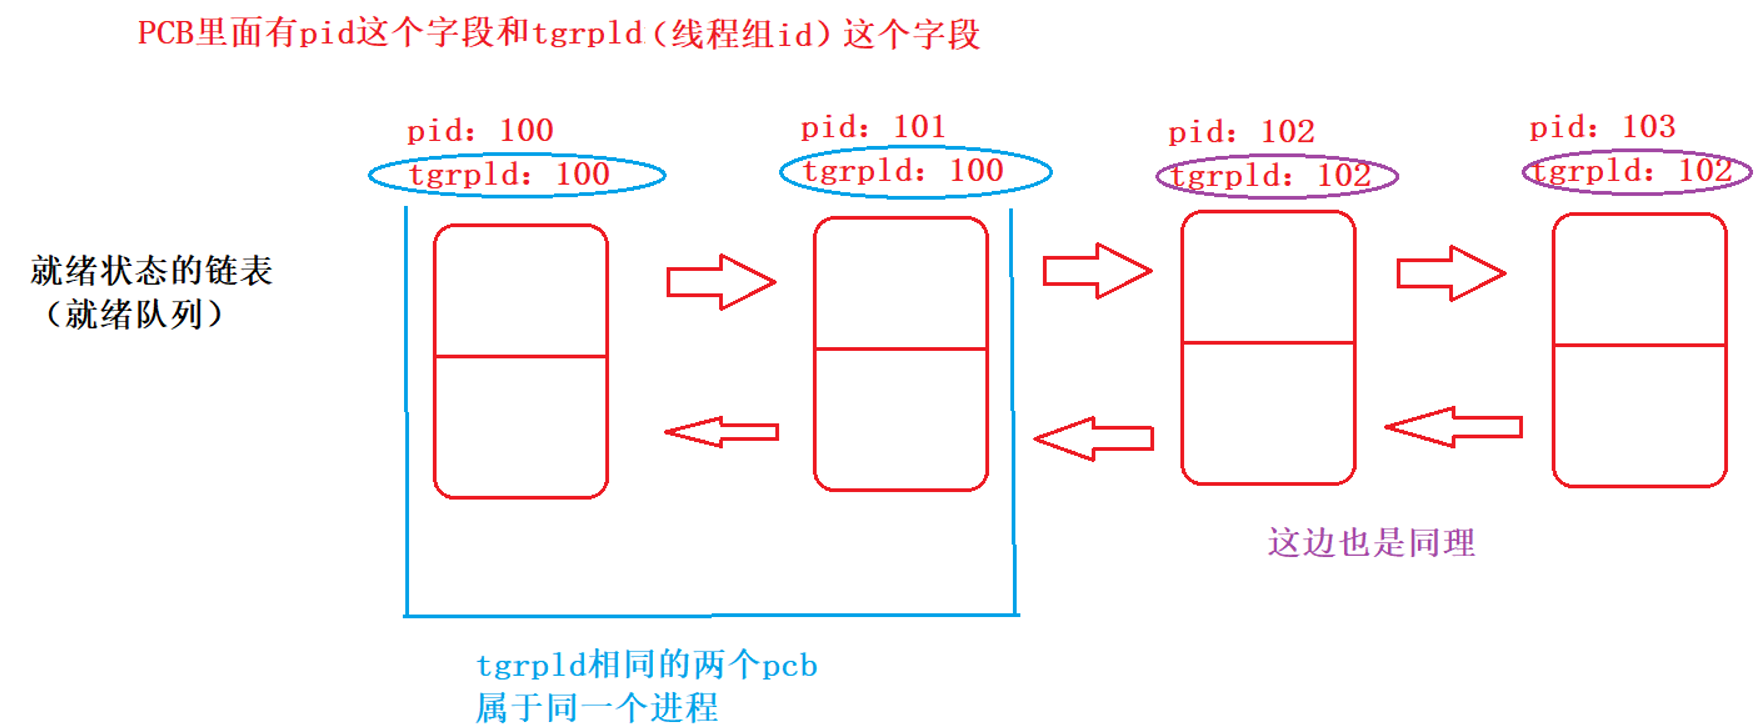 PCB里面有pid这个字段和tgrpld（线程组id）这个字段
pid：100
pid：101
pid：102
pid：103
tgrpld：100
tgrpld：100
tgrpld：102
tgrpld：102
就绪状态的链表
（就绪队列）
这边也是同理
tgrpld相同的两个pcb
属于同一个进程